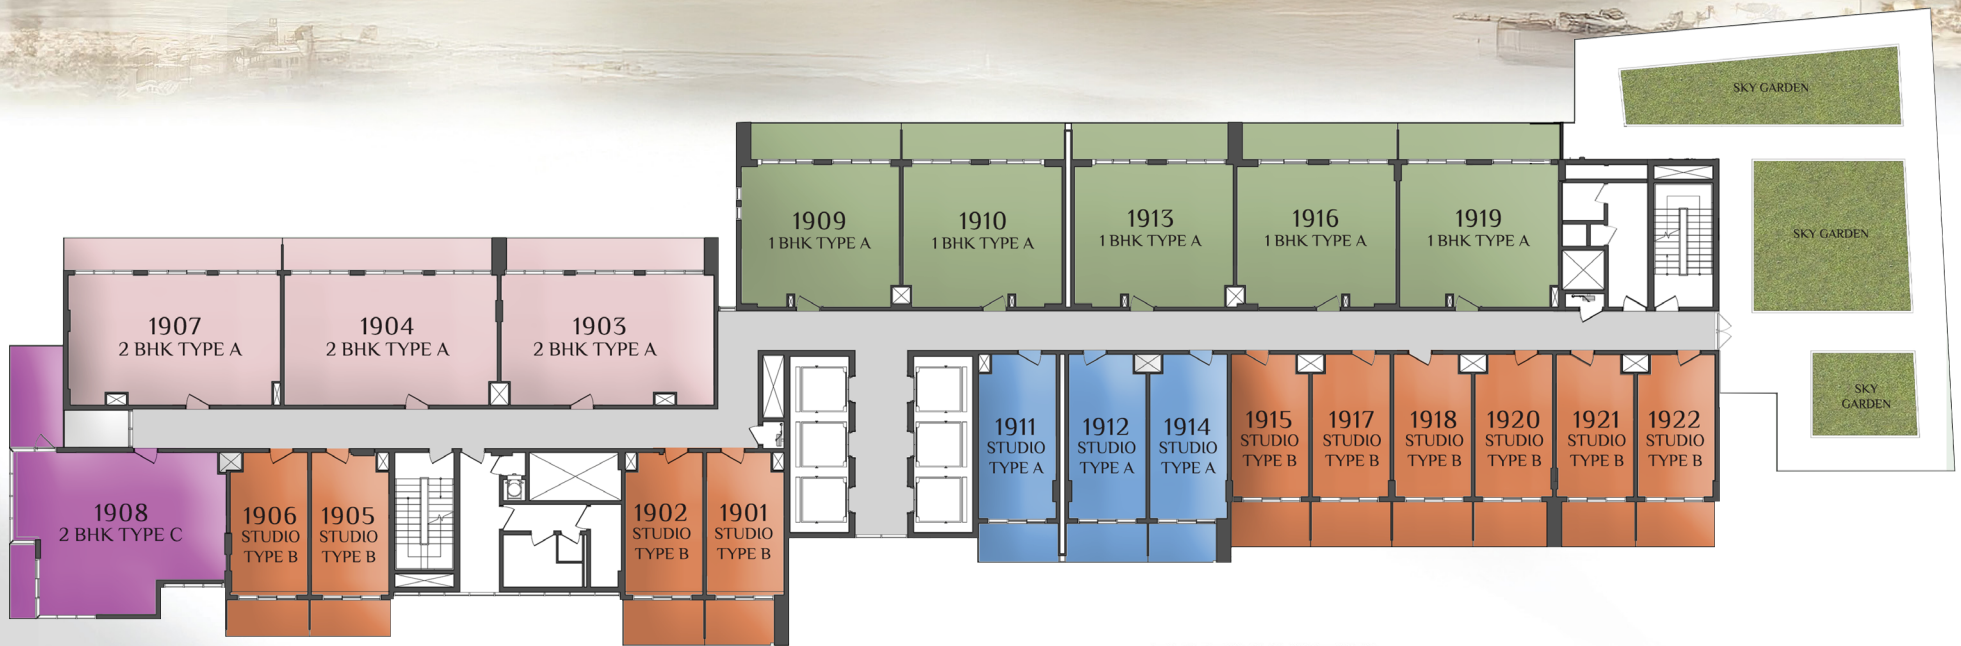 SKY GARDEN
1909
1 BHK TYPE A
1910
1 BHK TYPE A
1913
1 BHK TYPE A
1916
1 BHK TYPE A
1919
1 BHK TYPE A
SKY GARDEN
1907
2 BHK TYPE A
1904
2 BHK TYPE A
1903
2 BHK TYPE A
SKY
GARDEN
1911
STUDIO
TYPE A
1912
STUDIO
TYPE A
1914
STUDIO
TYPE A
1915
STUDIO
TYPE B
1917
STUDIO
TYPE B
1918
STUDIO
TYPE B
1920
STUDIO
TYPE B
1921
STUDIO
TYPE B
1922
STUDIO
TYPE B
1908
2 BHK TYPE C
1906
STUDIO
TYPE B
1905
STUDIO
TYPE B
1902
STUDIO
TYPE B
1901
STUDIO
TYPE B